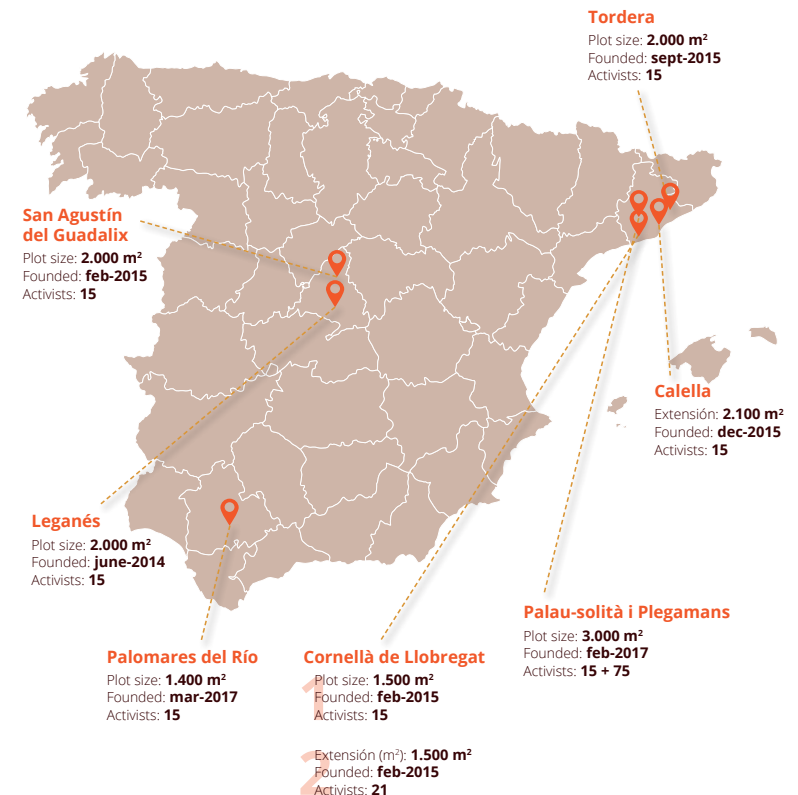 Tordera
Plot size: 2.000 m²
Founded: sept-2015
Activists: 15
San Agustín
del Guadalix
Plot size: 2.000 m²
Founded: feb-2015
Activists: 15
Calella
Extensión: 2.100 m²
Founded: dec-2015
Activists: 15
Leganés
Plot size: 2.000 m²
Founded: june-2014
Activists: 15
Palau-solità i Plegamans
Plot size: 3.000 m²
Founded: feb-2017
Activists: 15 + 75
Palomares del Río
Plot size: 1.400 m²
Founded: mar-2017
Activists: 15
Cornellà de Llobregat
1
Plot size: 1.500 m²
Founded: feb-2015
Activists: 15
2
Extensión (m²): 1.500 m²
Founded: feb-2015
Activists: 21